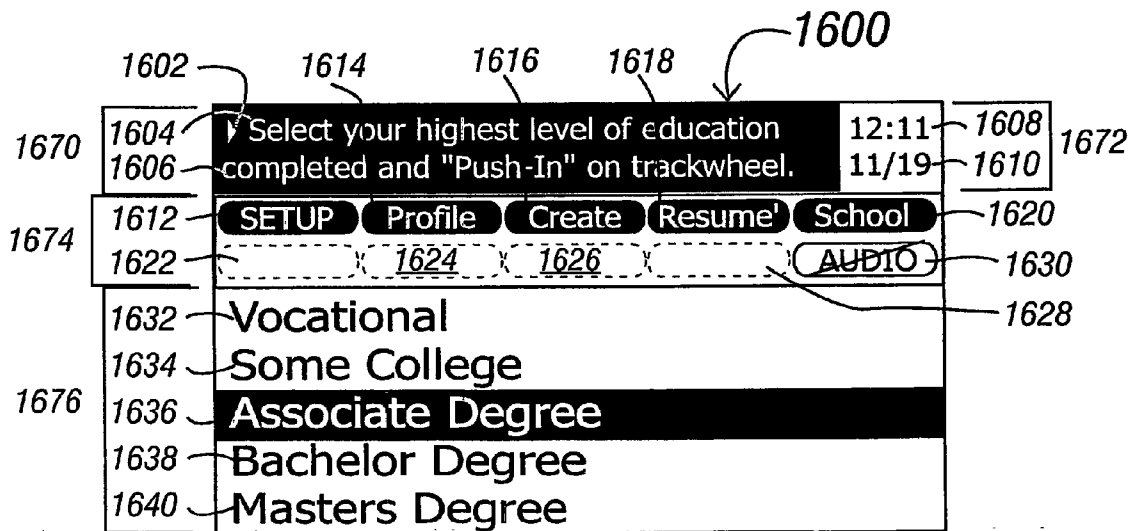 1600
1602 1614 1616 1618
1670 1604 Select your highest level of education 12:11 1608 1672
1606 completed and "Push-In" on trackwheel. 11/19 1610
1674 1612 SETUP Profile Create Resume' School 1620
1622 1624 1626 AUDIO 1630
1628
1632 Vocational
1634 Some College
1676 1636 Associate Degree
1638 Bachelor Degree
1640 Masters Degree